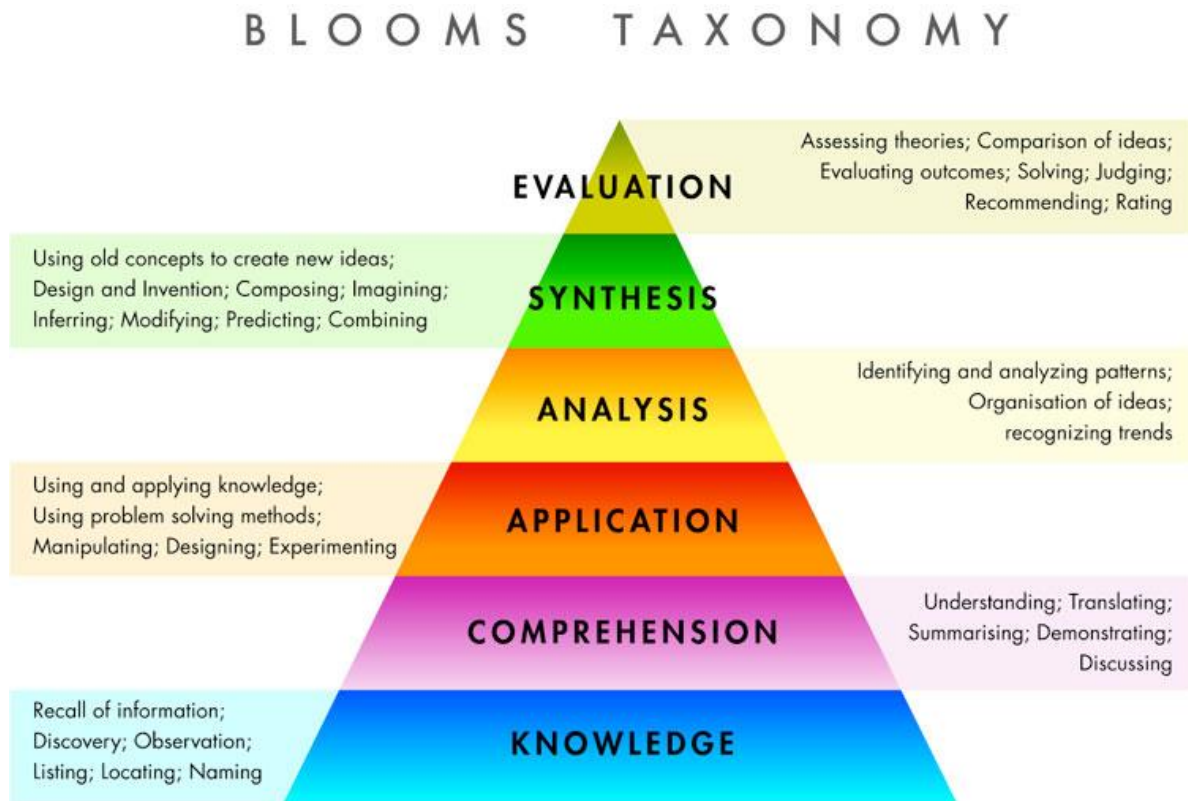 BLOOMS TAXONOMY
EVALUATION
Assessing theories; Comparison of ideas;
Evaluating outcomes; Solving; Judging;
Recommending; Rating
Using old concepts to create new ideas;
Design and Invention; Composing; Imagining;
Inferring; Modifying; Predicting; Combining
SYNTHESIS
ANALYSIS
Identifying and analyzing patterns;
Organisation of ideas;
recognizing trends
Using and applying knowledge;
Using problem solving methods;
Manipulating; Designing; Experimenting
APPLICATION
COMPREHENSION
Understanding; Translating;
Summarising; Demonstrating;
Discussing
Recall of information;
Discovery; Observation;
Listing; Locating; Naming
KNOWLEDGE